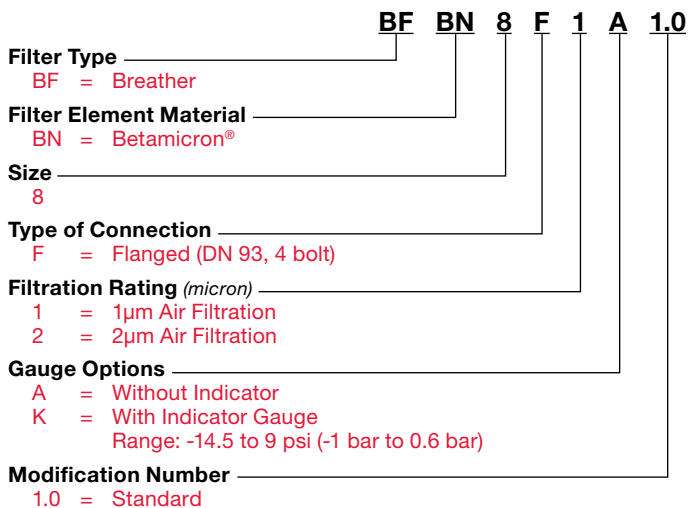 BF BN 8 F 1 A 1.0
Filter Type
BF = Breather
Filter Element Material
BN = Betamicron®
Size
8
Type of Connection
F = Flanged (DN 93, 4 bolt)
Filtration Rating (micron)
1 = 1µm Air Filtration
2 = 2µm Air Filtration
Gauge Options
A = Without Indicator
K = With Indicator Gauge
Range: -14.5 to 9 psi (-1 bar to 0.6 bar)
Modification Number
1.0 = Standard